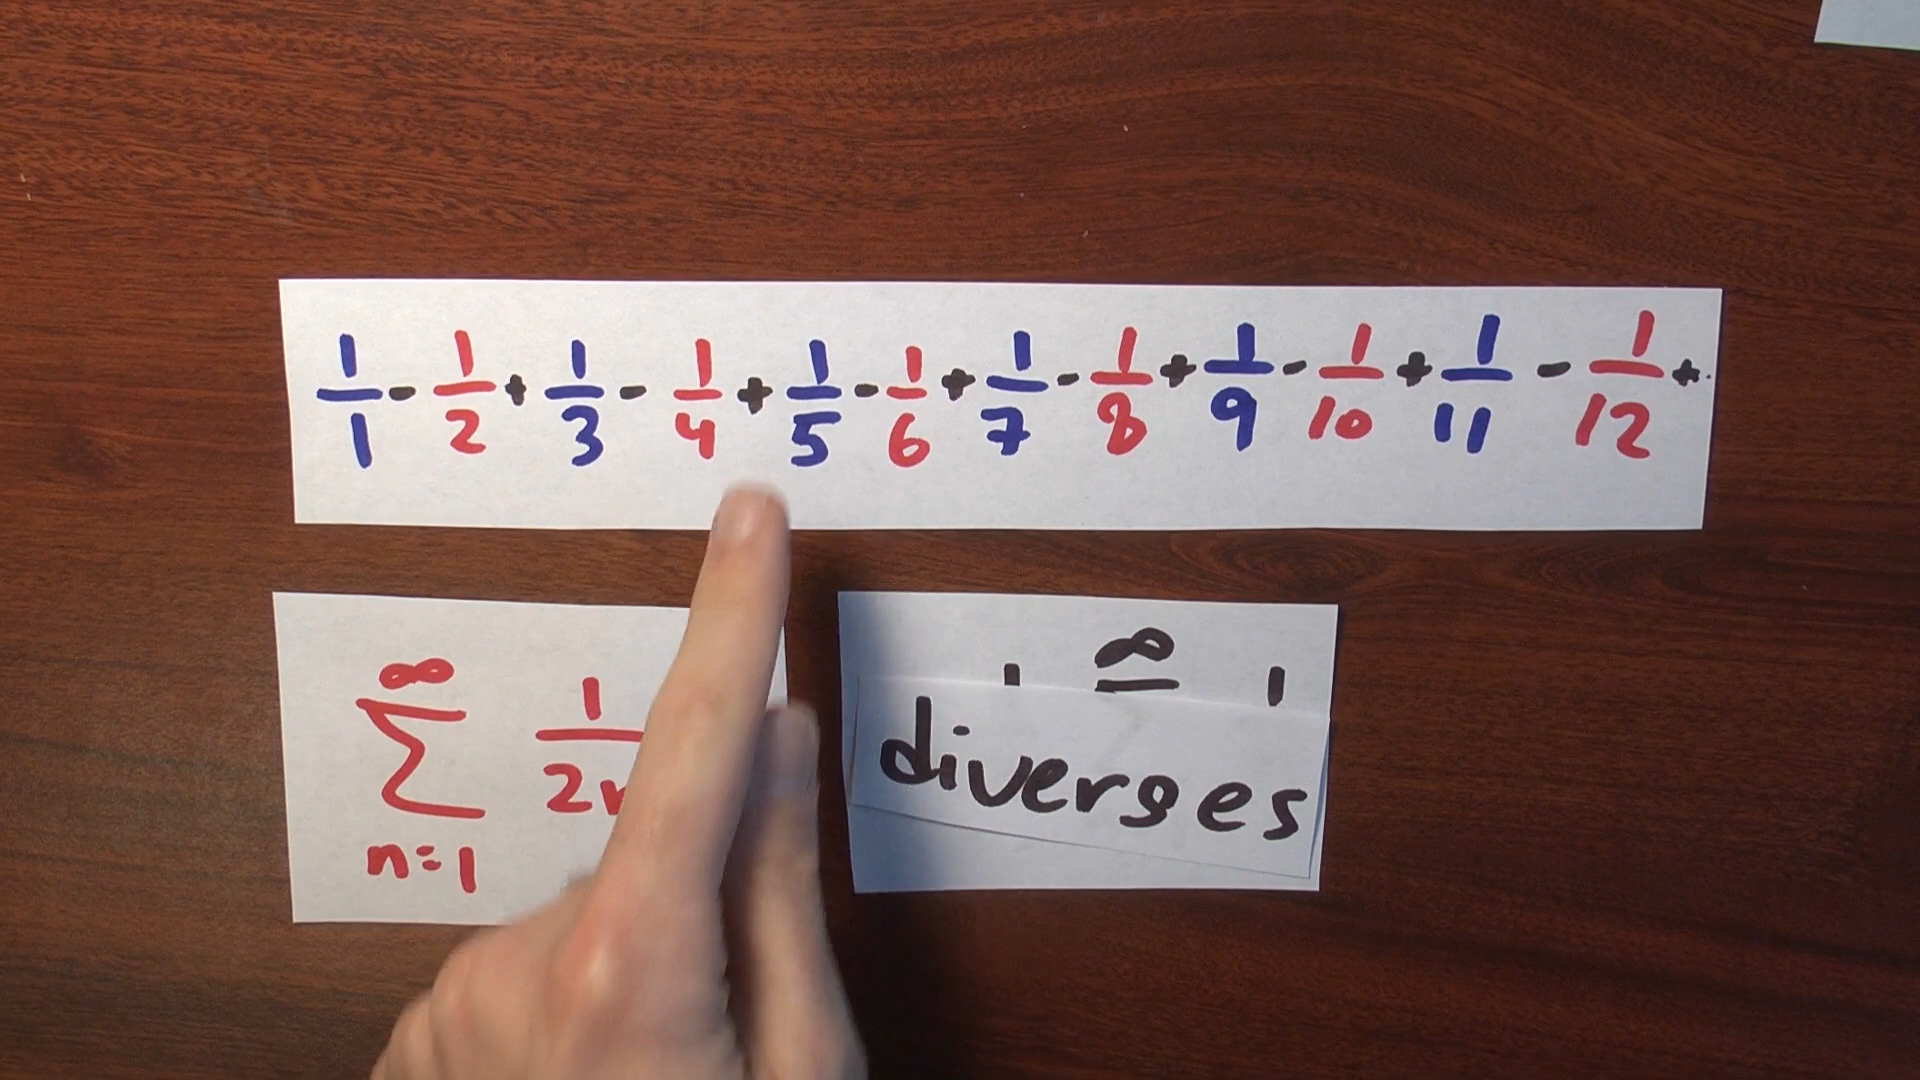 1/1 - 1/2 + 1/3 - 1/4 + 1/5 - 1/6 + 1/7 - 1/8 + 1/9 - 1/10 + 1/11 - 1/12 + .
∞
Σ 1/2
n=1
∞
diverges